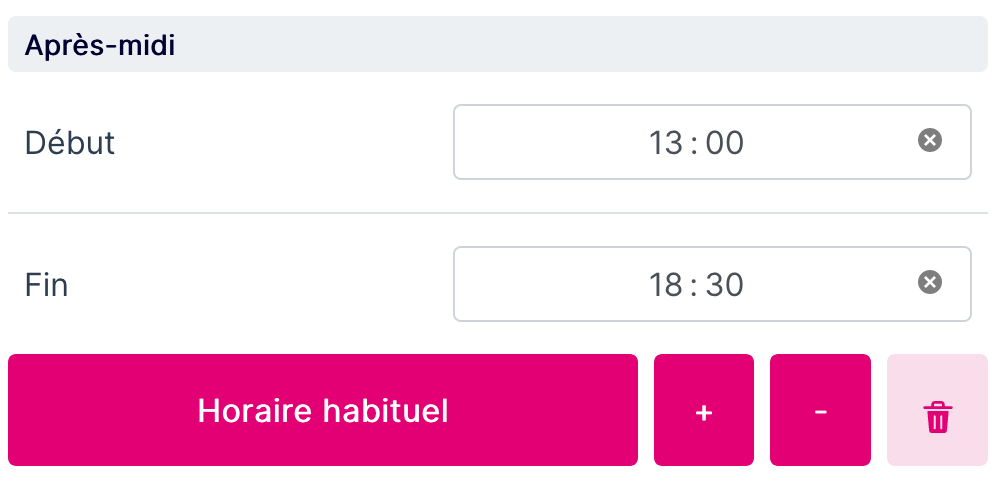 Après-midi
Début
13:00
Fin
18:30
Horaire habituel
+
-